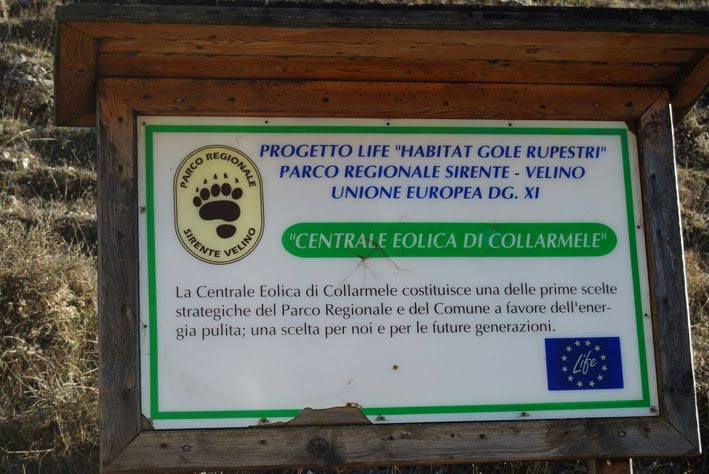 PARCO REGIONALE
SIRENTE VELINO
PROGETTO LIFE "HABITAT GOLE RUPESTRI"
PARCO REGIONALE SIRENTE - VELINO
UNIONE EUROPEA DG. XI
"CENTRALE EOLICA DI COLLARMELE"
La Centrale Eolica di Collarmele costituisce una delle prime scelte
strategiche del Parco Regionale e del Comune a favore dell'ener-
gia pulita; una scelta per noi e per le future generazioni.
Life